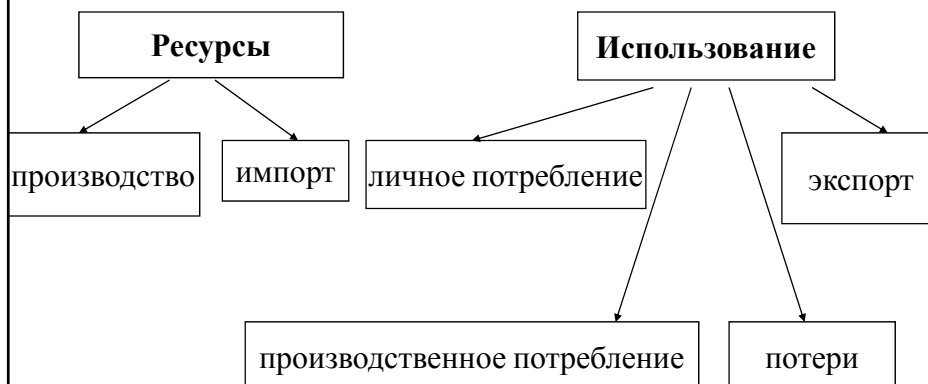 Ресурсы
Использование
производство
импорт
личное потребление
экспорт
производственное потребление
потери